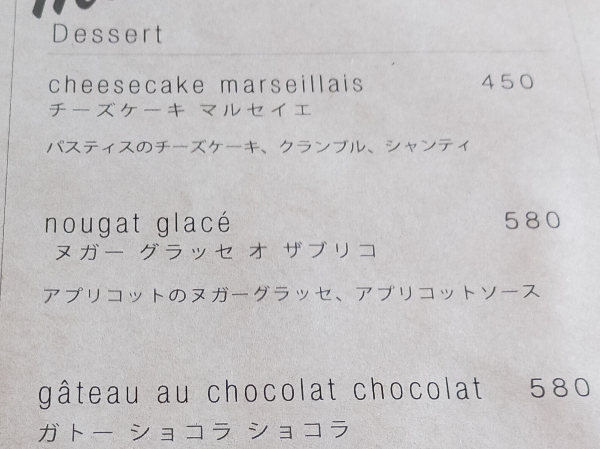 Dessert
cheesecake marseillais 450
チーズケーキ マルセイエ
パスティスのチーズケーキ、クランブル、シャンティ
nougat glacé 580
ヌガー グラッセ オ ザブリコ
アプリコットのヌガーグラッセ、アプリコットソース
gâteau au chocolat chocolat 580
ガトー ショコラ ショコラ